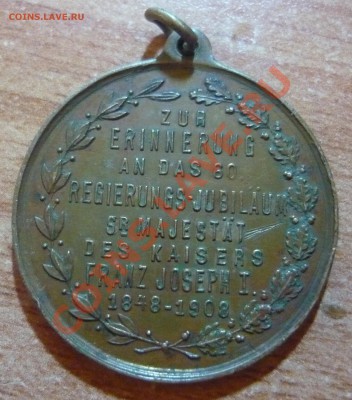 COINS.LAVE.RU
ZUR
ERINNERUNG
AN DAS 60.
REGIERUNGS-JUBILÄUM
SR MAJESTÄT
DES KAISERS
FRANZ JOSEPH I.
1848-1908